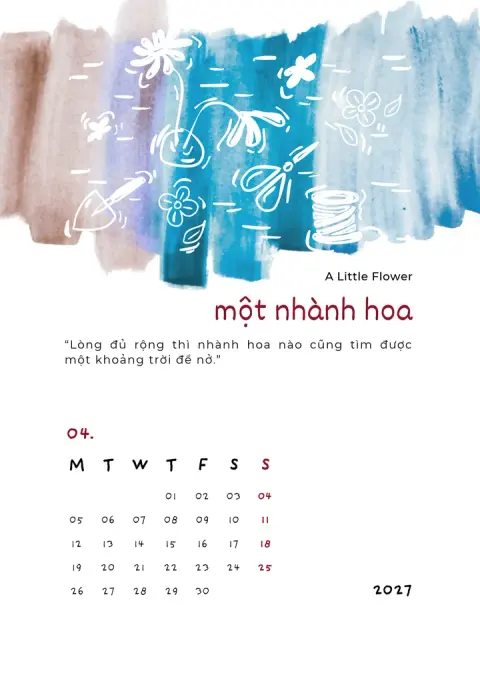 A Little Flower
một nhành hoa
“Lòng đủ rộng thì nhành hoa nào cũng tìm được
một khoảng trời để nở.”
04.
M T W T F S S
01 02 03 04
05 06 07 08 09 10 11
12 13 14 15 16 17 18
19 20 21 22 23 24 25
26 27 28 29 30
2027